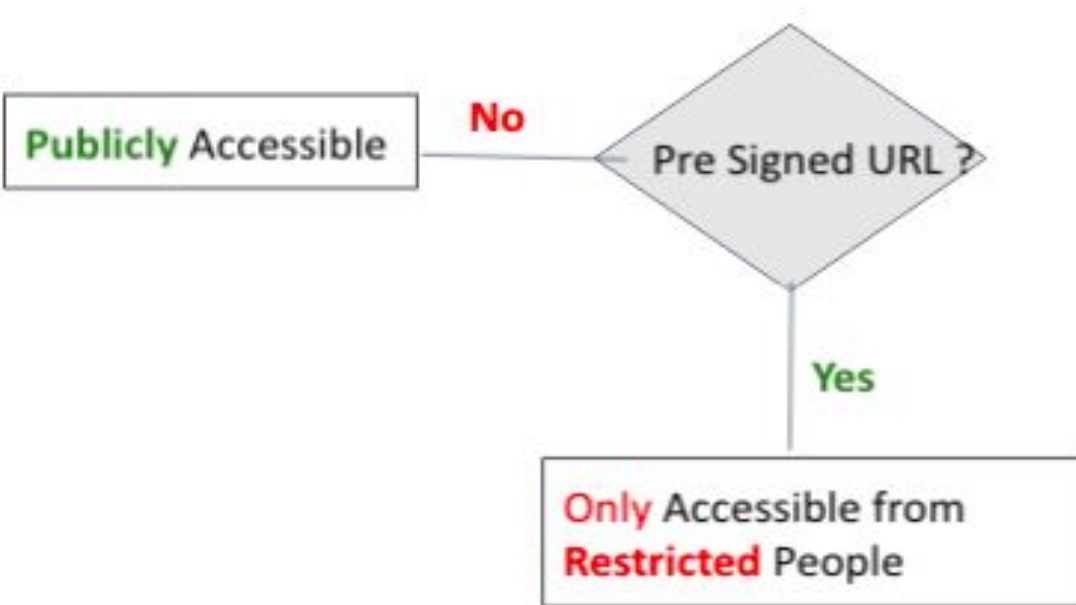 Publicly Accessible
No
Pre Signed URL ?
Yes
Only Accessible from
Restricted People